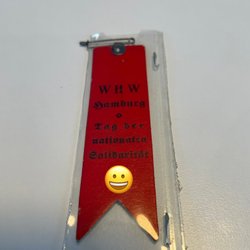 W H W
Hamburg
Tag der
nationalen
Solidarität